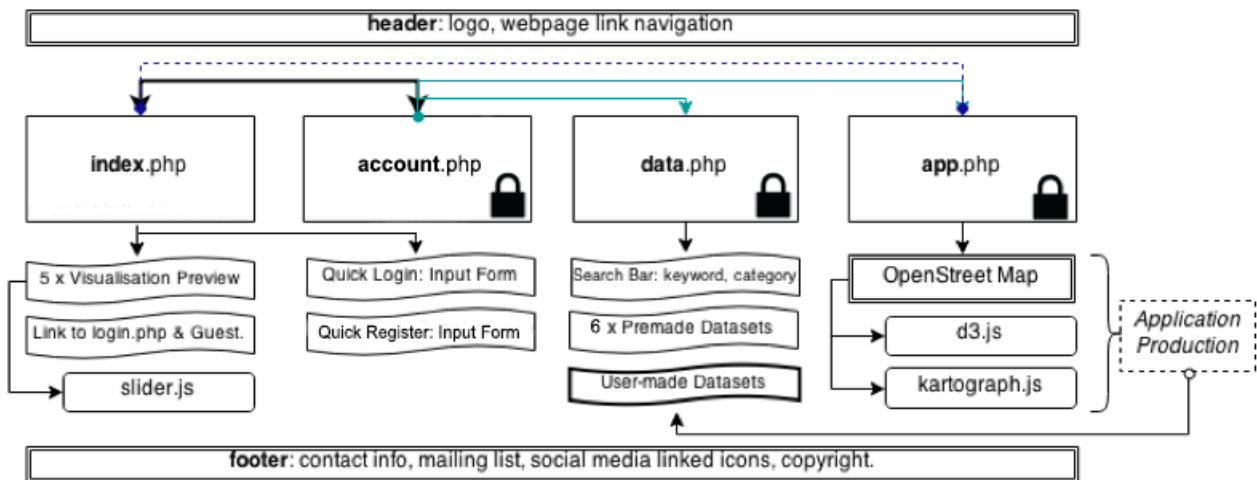 header: logo, webpage link navigation
index.php
account.php
data.php
app.php
5 x Visualisation Preview
Link to login.php & Guest.
slider.js
Quick Login: Input Form
Quick Register: Input Form
Search Bar: keyword, category
6 x Premade Datasets
User-made Datasets
OpenStreet Map
d3.js
kartograph.js
Application
Production
footer: contact info, mailing list, social media linked icons, copyright.